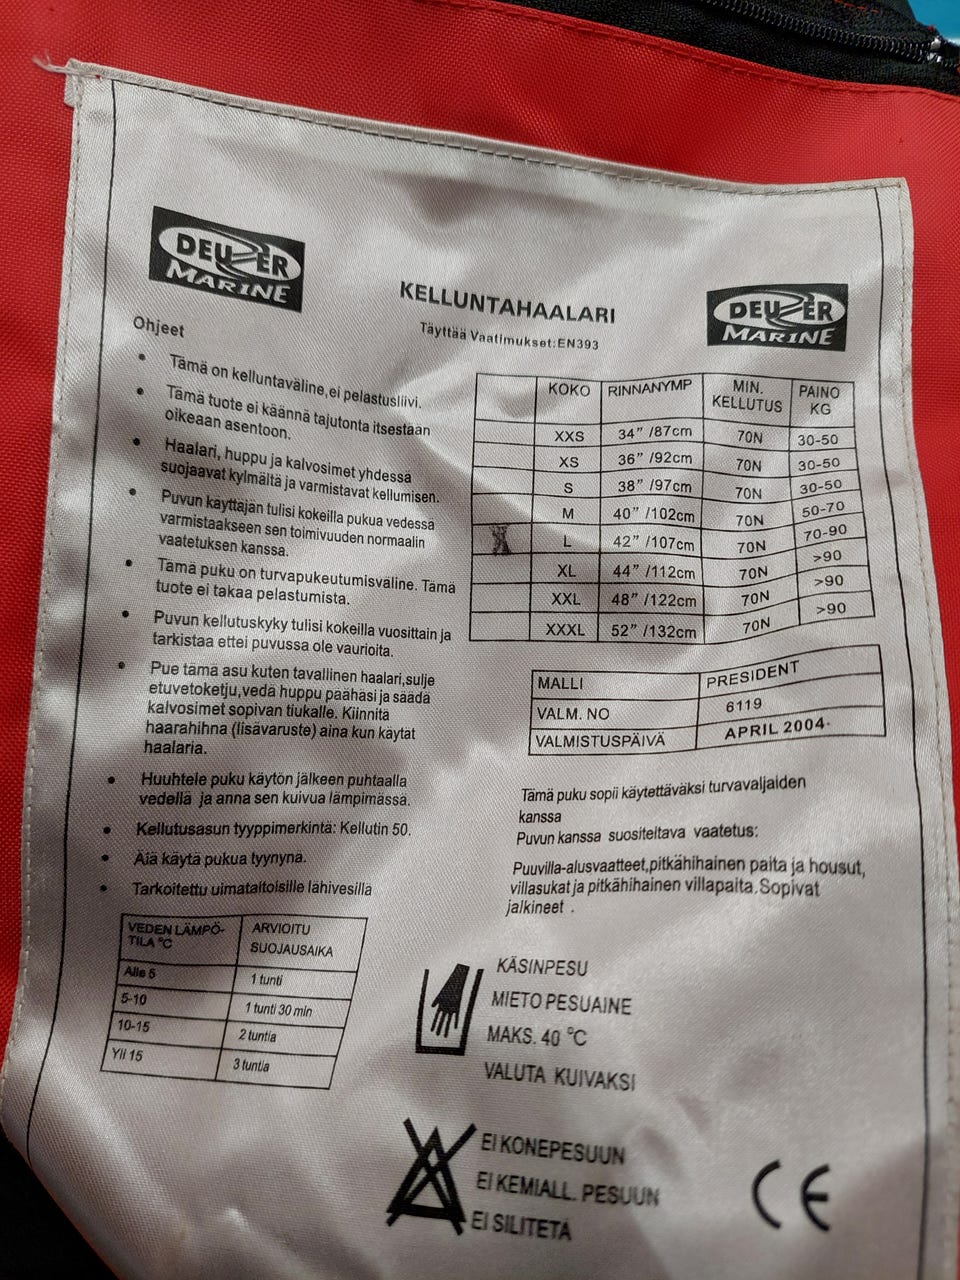 DEUZER
MARINE
KELLUNTAHAALARI
Täyttää Vaatimukset:EN393
DEUZER
MARINE
Ohjeet
• Tämä on kelluntaväline,ei pelastusliivi.
• Tämä tuote ei käännä tajutonta itsestään
oikeaan asentoon.
• Haalari, huppu ja kalvosimet yhdessä
suojaavat kylmältä ja varmistavat kellumisen.
• Puvun käyttäjän tulisi kokeilla pukua vedessä
varmistaakseen sen toimivuuden normaalin
vaatetuksen kanssa.
• Tämä puku on turvapukeutumisväline. Tämä
tuote ei takaa pelastumista.
• Puvun kellutuskyky tulisi kokeilla vuosittain ja
tarkistaa ettei puvussa ole vaurioita.
• Pue tämä asu kuten tavallinen haalari,sulje
etuvetoketju,vedä huppu päähäsi ja säädä
kalvosimet sopivan tiukalle. Kiinnitä
haarahihna (lisävaruste) aina kun käytät
haalaria.
• Huuhtele puku käytön jälkeen puhtaalla
vedellä ja anna sen kuivua lämpimässä.
• Kellutusasun tyyppimerkintä: Kellutin 50.
• Älä käytä pukua tyynynä.
• Tarkoitettu uimataitoisille lähivesillä
VEDEN LÄMPÖ-
TILA °C
ARVIOITU
SUOJAUSAIKA
Alle 5 1 tunti
5-10 1 tunti 30 min
10-15 2 tuntia
Yli 15 3 tuntia
KOKO RINNANYMP MIN.
KELLUTUS PAINO
KG
XXS 34” /87cm 70N 30-50
XS 36” /92cm 70N 30-50
S 38” /97cm 70N 30-50
M 40” /102cm 70N 50-70
X L 42” /107cm 70N 70-90
XL 44” /112cm 70N >90
XXL 48” /122cm 70N >90
XXXL 52” /132cm 70N >90
MALLI PRESIDENT
VALM. NO 6119
VALMISTUSPÄIVÄ APRIL 2004.
Tämä puku sopii käytettäväksi turvavaljaiden
kanssa
Puvun kanssa suositeltava vaatetus:
Puuvilla-alusvaatteet,pitkähihainen paita ja housut,
villasukat ja pitkähihainen villapaita.Sopivat
jalkineet .
KÄSINPESU
MIETO PESUAINE
MAKS. 40 °C
VALUTA KUIVAKSI
EI KONEPESUUN
EI KEMIALL. PESUUN
EI SILITETÄ
CE